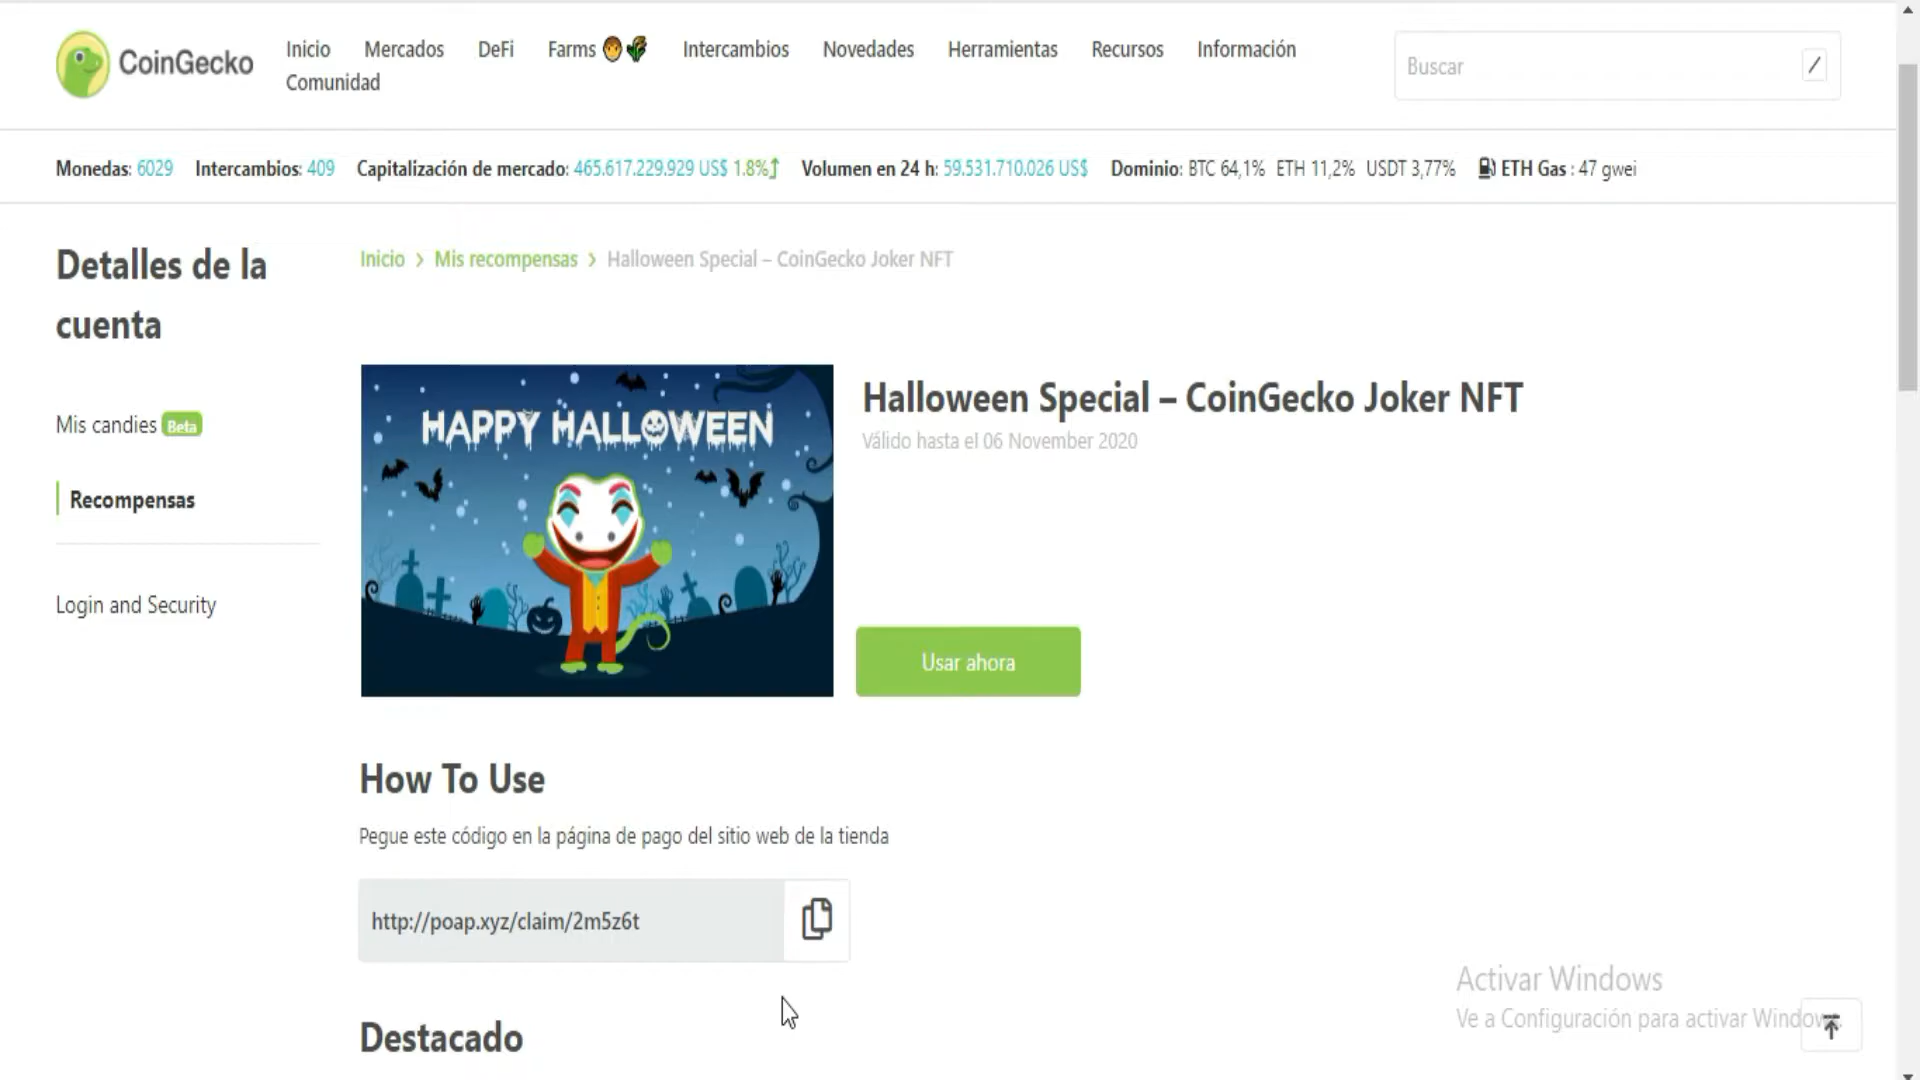 CoinGecko
Inicio Mercados DeFi Farms Intercambios Novedades Herramientas Recursos Información
Comunidad
Buscar /
Monedas: 6029 Intercambios: 409 Capitalización de mercado: 465.617.229.929 US$ 1.8% Volumen en 24 h: 59.531.710.026 US$ Dominio: BTC 64,1% ETH 11,2% USDT 3,77% ETH Gas : 47 gwei
Detalles de la
cuenta
Mis candies Beta
Recompensas
Login and Security
Inicio > Mis recompensas > Halloween Special – CoinGecko Joker NFT
HAPPY HALLOWEEN
Halloween Special – CoinGecko Joker NFT
Válido hasta el 06 November 2020
Usar ahora
How To Use
Pegue este código en la página de pago del sitio web de la tienda
http://poap.xyz/claim/2m5z6t
Destacado
Activar Windows
Ve a Configuración para activar Windows.